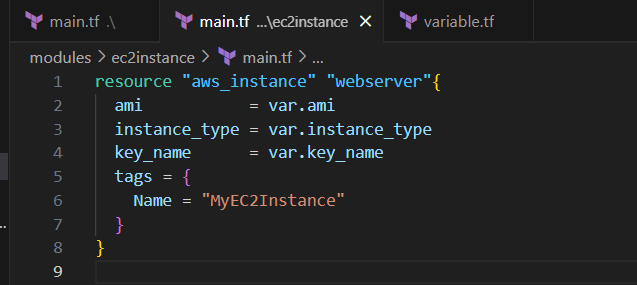 main.tf .\ main.tf ...\ec2instance × variable.tf
modules > ec2instance > main.tf > ...
1 resource "aws_instance" "webserver"{
2   ami           = var.ami
3   instance_type = var.instance_type
4   key_name      = var.key_name
5   tags = {
6     Name = "MyEC2Instance"
7   }
8 }
9